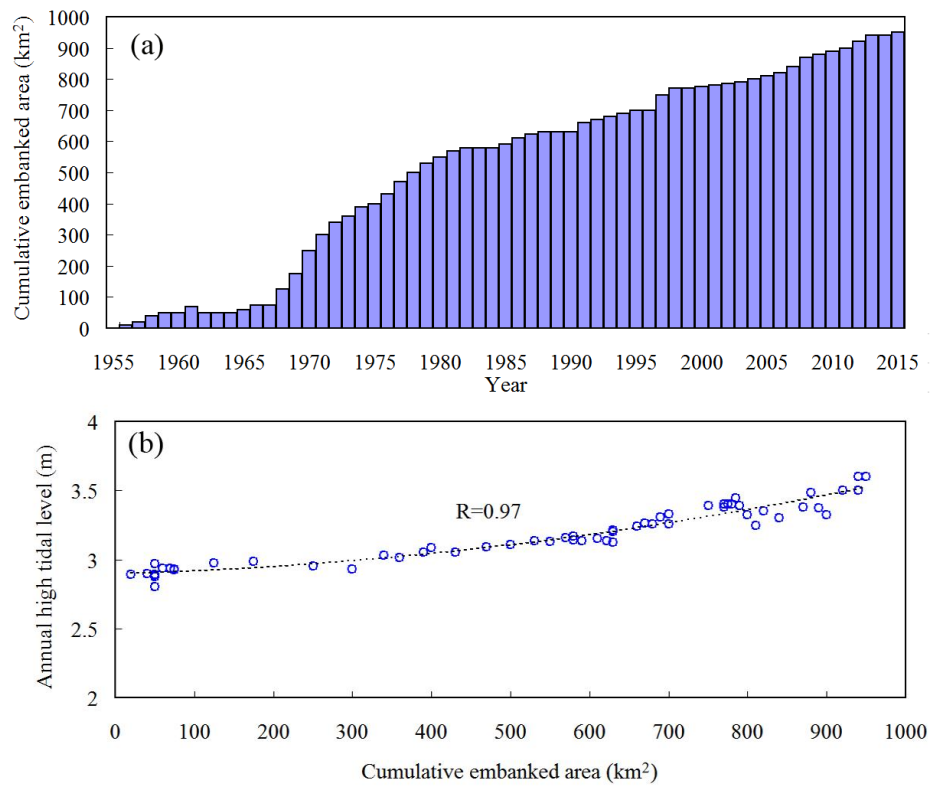 (a)
Cumulative embanked area (km²)
1000
900
800
700
600
500
400
300
200
100
0
1955 1960 1965 1970 1975 1980 1985 1990 1995 2000 2005 2010 2015
Year
(b)
Annual high tidal level (m)
4
3.5
3
2.5
2
R=0.97
0 100 200 300 400 500 600 700 800 900 1000
Cumulative embanked area (km²)